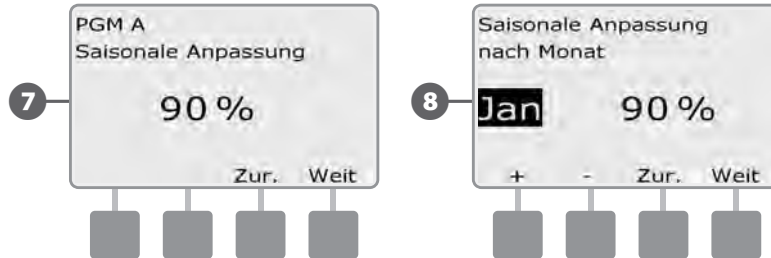 PGM A
Saisonale Anpassung
7
90 %
Zur. Weit
Saisonale Anpassung
nach Monat
8
Jan 90 %
+ - Zur. Weit